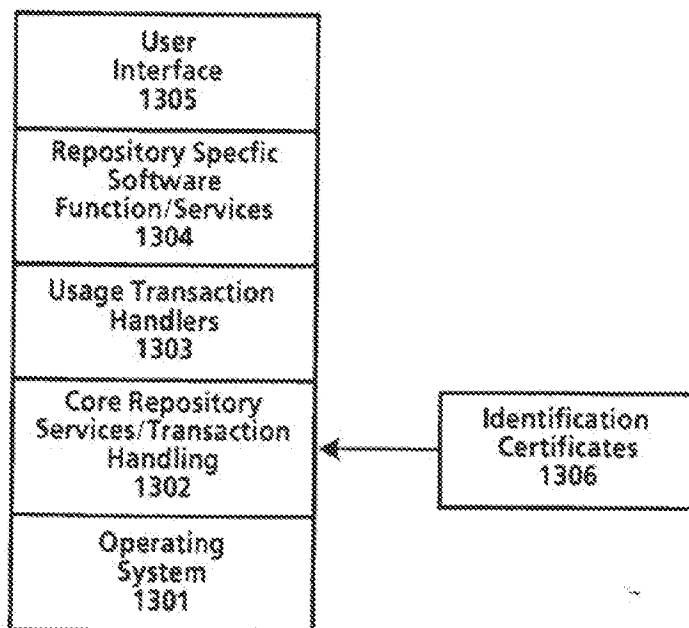 User
Interface
1305
Repository Specfic
Software
Function/Services
1304
Usage Transaction
Handlers
1303
Core Repository
Services/Transaction
Handling
1302
Operating
System
1301
Identification
Certificates
1306